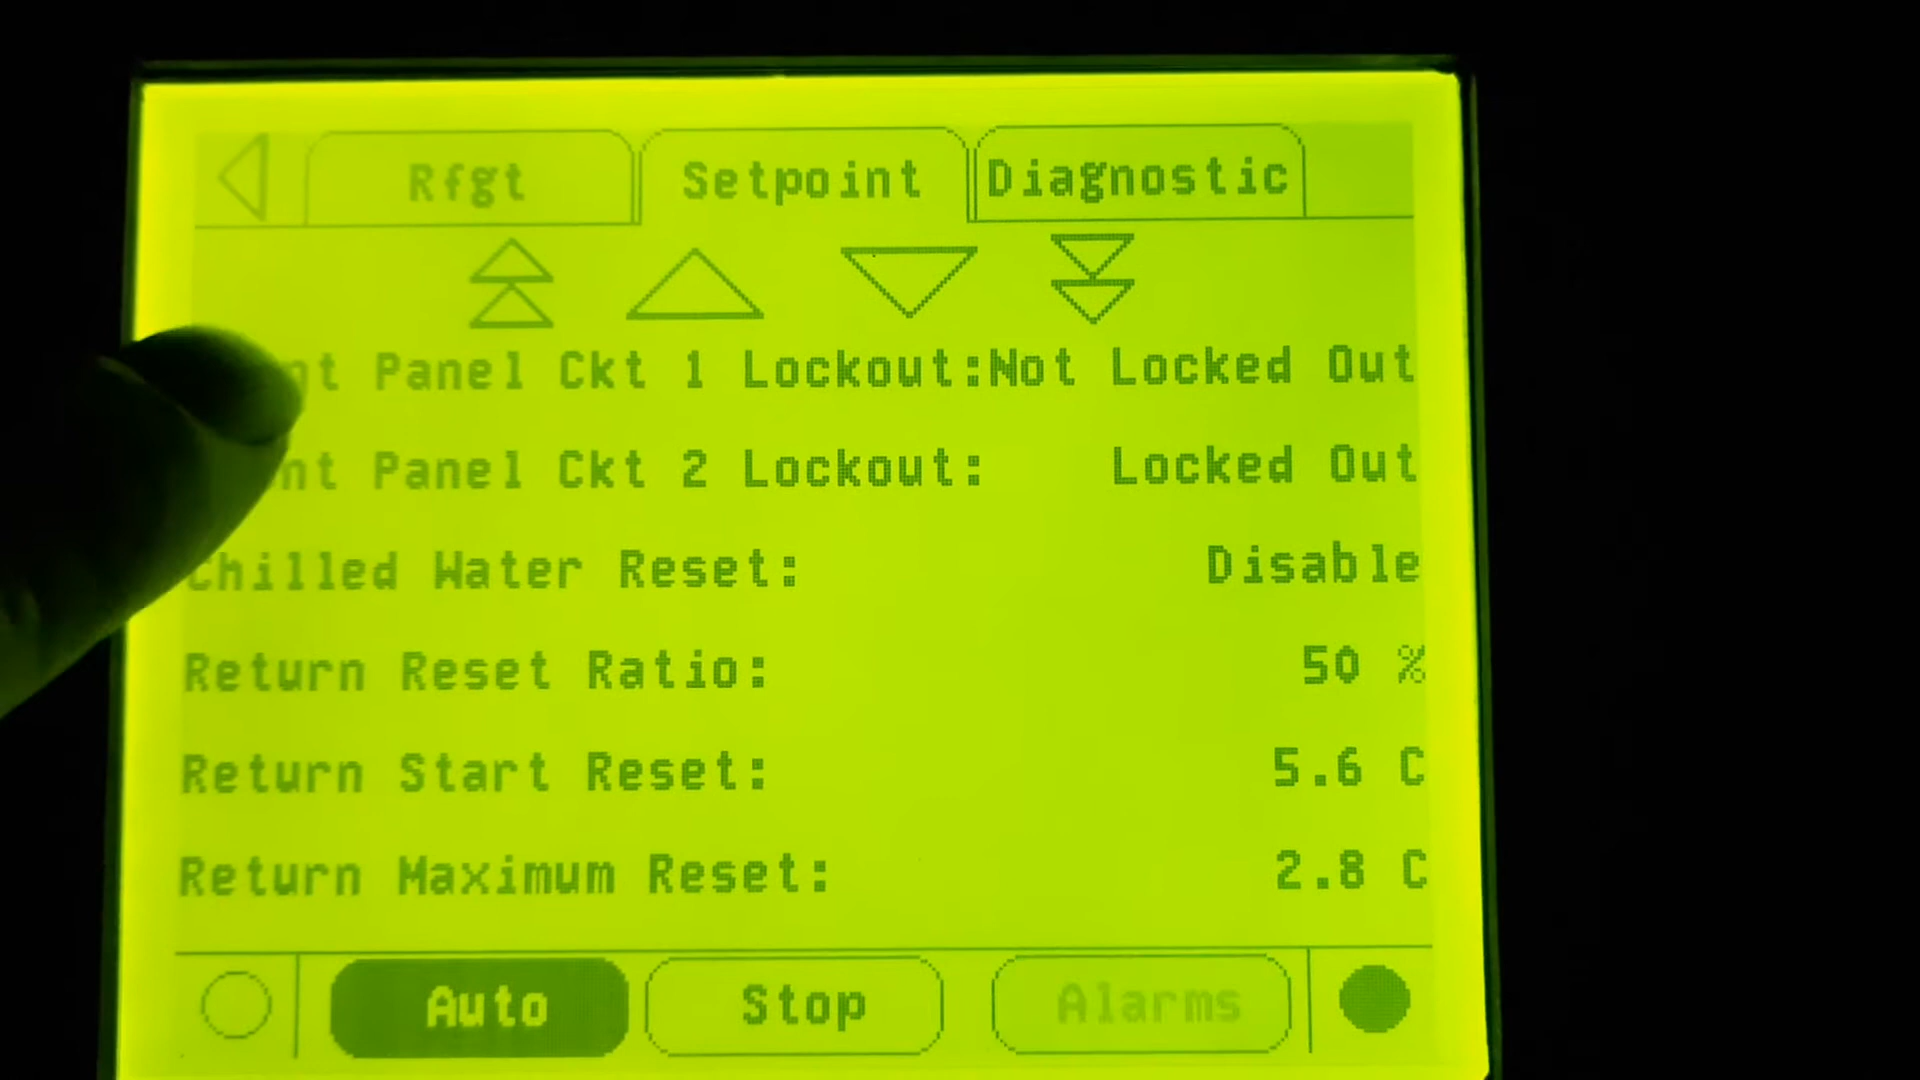 Rfgt Setpoint Diagnostic
Panel Ckt 1 Lockout:Not Locked Out
Panel Ckt 2 Lockout: Locked Out
Chilled Water Reset: Disable
Return Reset Ratio: 50 %
Return Start Reset: 5.6 C
Return Maximum Reset: 2.8 C
Auto Stop Alarms